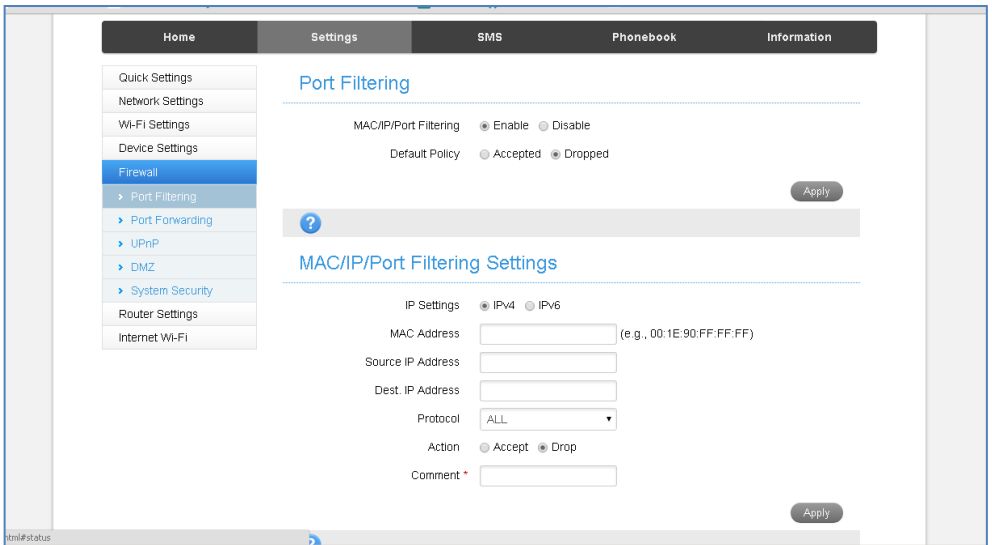 Home Settings SMS Phonebook Information
Quick Settings
Network Settings
Wi-Fi Settings
Device Settings
Firewall
Port Filtering
Port Forwarding
UPnP
DMZ
System Security
Router Settings
Internet Wi-Fi
Port Filtering
MAC/IP/Port Filtering Enable Disable
Default Policy Accepted Dropped
Apply
?
MAC/IP/Port Filtering Settings
IP Settings IPv4 IPv6
MAC Address (e.g., 00:1E:90:FF:FF:FF)
Source IP Address
Dest. IP Address
Protocol ALL
Action Accept Drop
Comment *
Apply
html#status
?